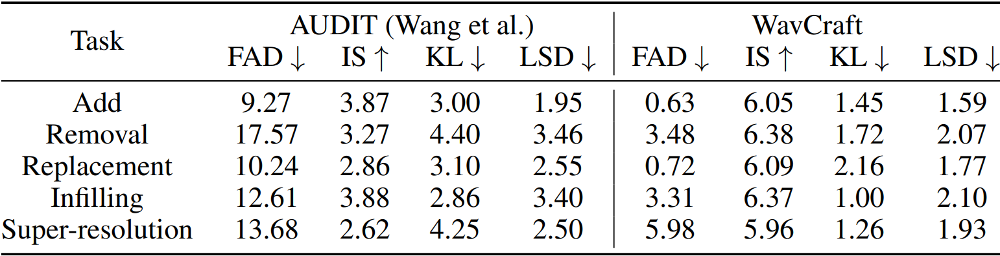 Task AUDIT (Wang et al.) WavCraft
FAD ↓ IS ↑ KL ↓ LSD ↓ FAD ↓ IS ↑ KL ↓ LSD ↓
Add 9.27 3.87 3.00 1.95 0.63 6.05 1.45 1.59
Removal 17.57 3.27 4.40 3.46 3.48 6.38 1.72 2.07
Replacement 10.24 2.86 3.10 2.55 0.72 6.09 2.16 1.77
Infilling 12.61 3.88 2.86 3.40 3.31 6.37 1.00 2.10
Super-resolution 13.68 2.62 4.25 2.50 5.98 5.96 1.26 1.93